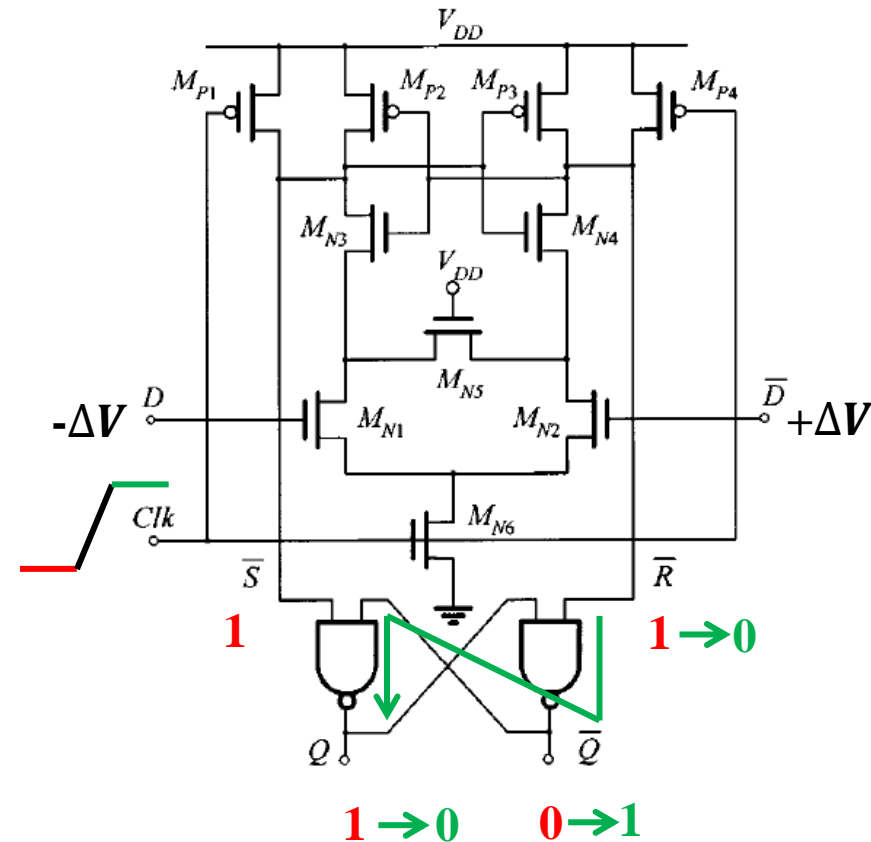 V_DD
M_P1 M_P2 M_P3 M_P4
M_N3 M_N4
V_DD
M_N5
-ΔV D M_N1 M_N2 D̅ +ΔV
Clk M_N6
S̅ R̅
1 1→0
Q Q̅
1→0 0→1